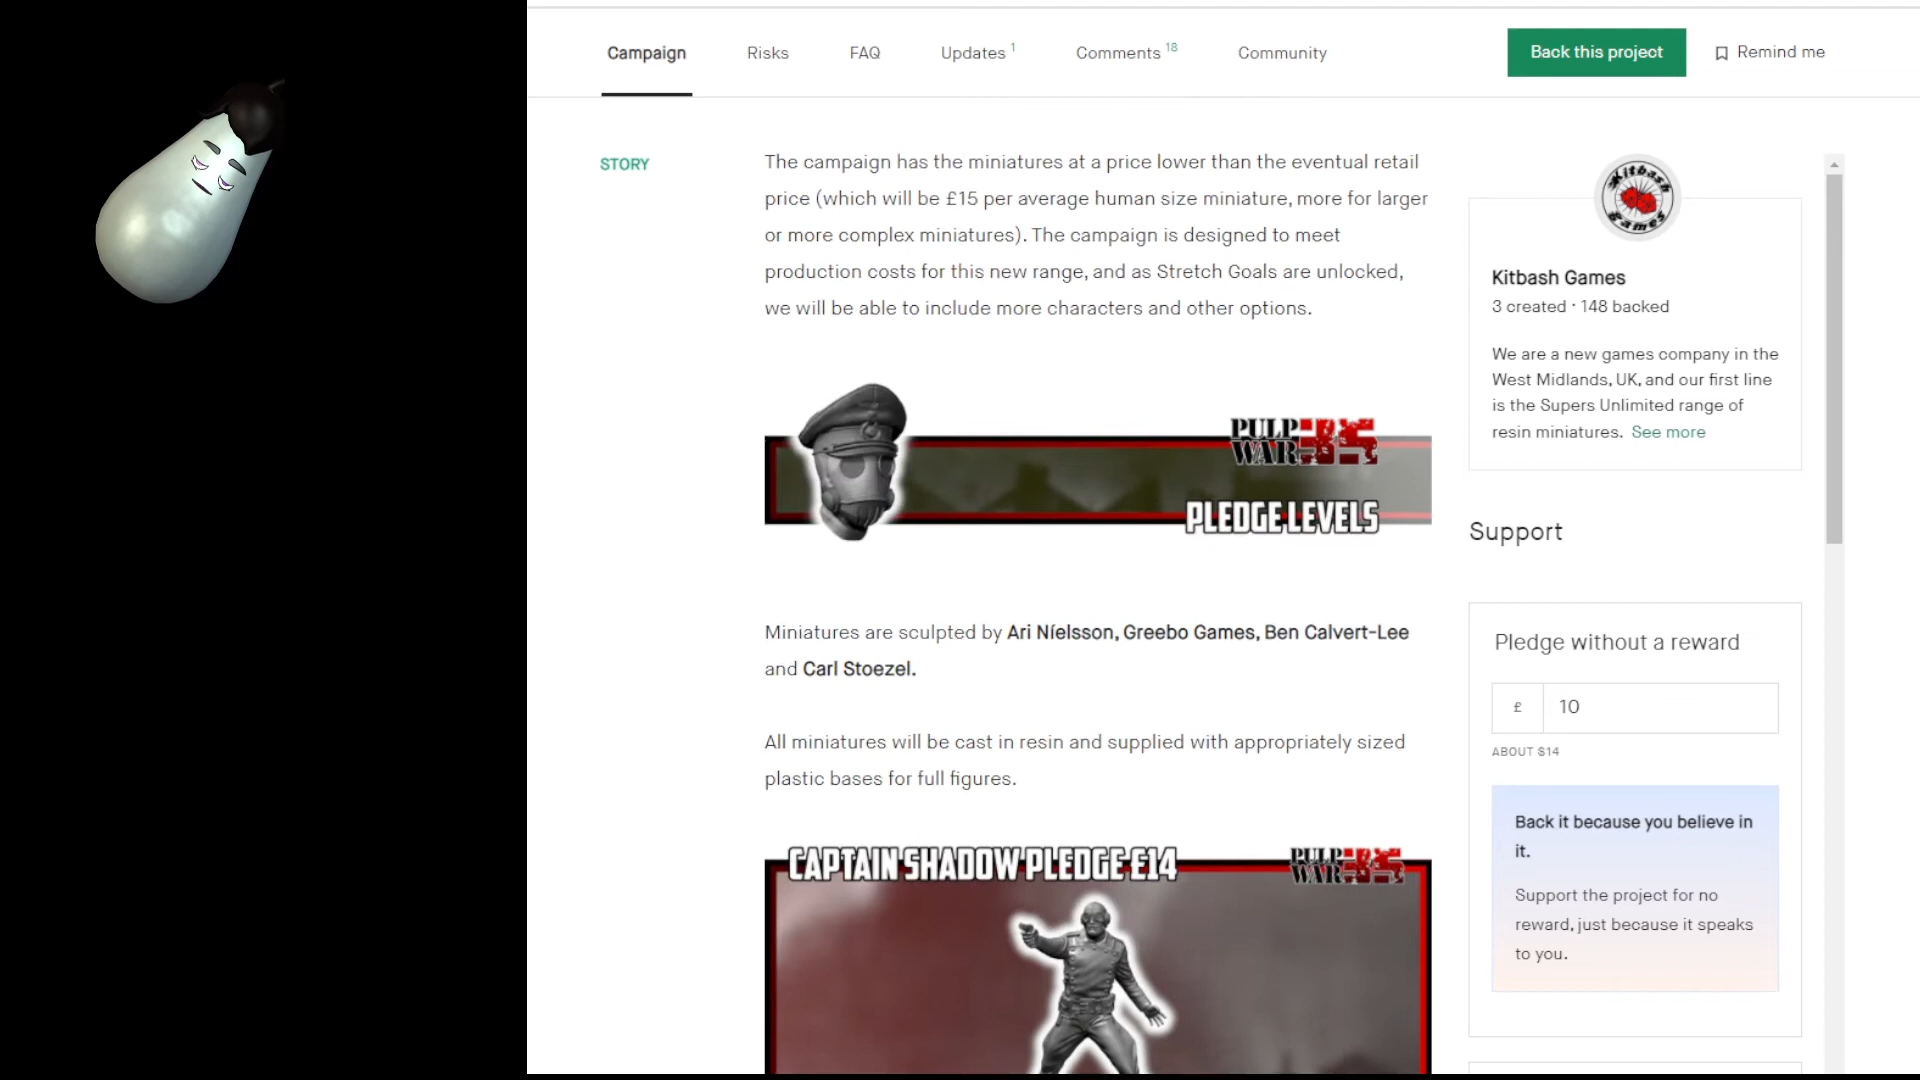 Campaign
Risks
FAQ
Updates 1
Comments 18
Community
Back this project
Remind me
STORY
The campaign has the miniatures at a price lower than the eventual retail
price (which will be £15 per average human size miniature, more for larger
or more complex miniatures). The campaign is designed to meet
production costs for this new range, and as Stretch Goals are unlocked,
we will be able to include more characters and other options.
PULP
WAR 35
PLEDGE LEVELS
Miniatures are sculpted by Ari Níelsson, Greebo Games, Ben Calvert-Lee
and Carl Stoezel.
All miniatures will be cast in resin and supplied with appropriately sized
plastic bases for full figures.
CAPTAIN SHADOW PLEDGE £14
PULP
WAR 35
Kitbash
Games
Kitbash Games
3 created · 148 backed
We are a new games company in the
West Midlands, UK, and our first line
is the Supers Unlimited range of
resin miniatures. See more
Support
Pledge without a reward
£ 10
ABOUT $14
Back it because you believe in
it.
Support the project for no
reward, just because it speaks
to you.